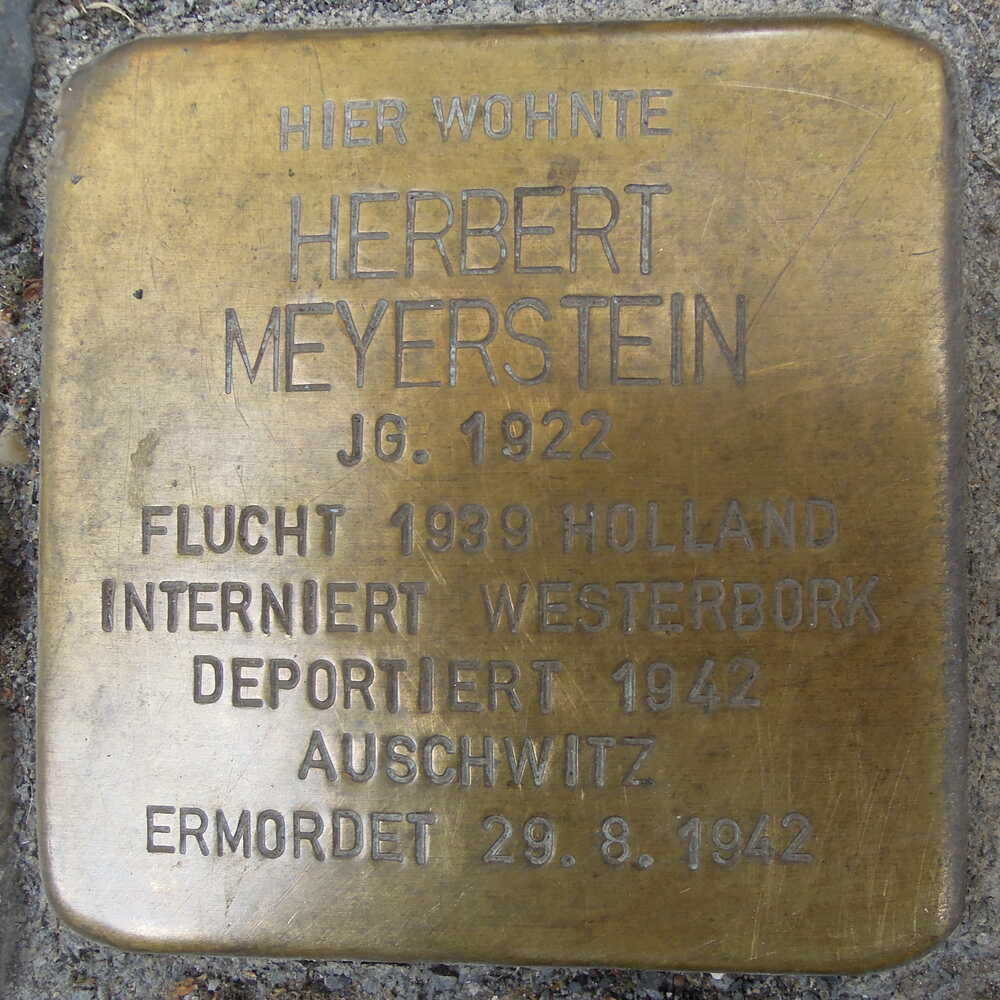 HIER WOHNTE
HERBERT
MEYERSTEIN
JG. 1922
FLUCHT 1939 HOLLAND
INTERNIERT WESTERBORK
DEPORTIERT 1942
AUSCHWITZ
ERMORDET 29. 8. 1942